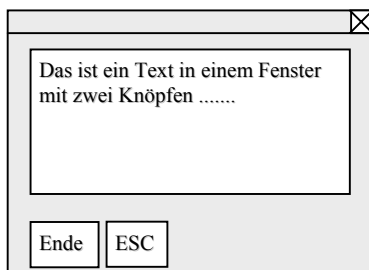 Das ist ein Text in einem Fenster
mit zwei Knöpfen .......
Ende
ESC